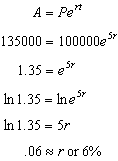 A = Pe^{rt}
135000 = 100000e^{5r}
1.35 = e^{5r}
ln 1.35 = ln e^{5r}
ln 1.35 = 5r
.06 ≈ r or 6%